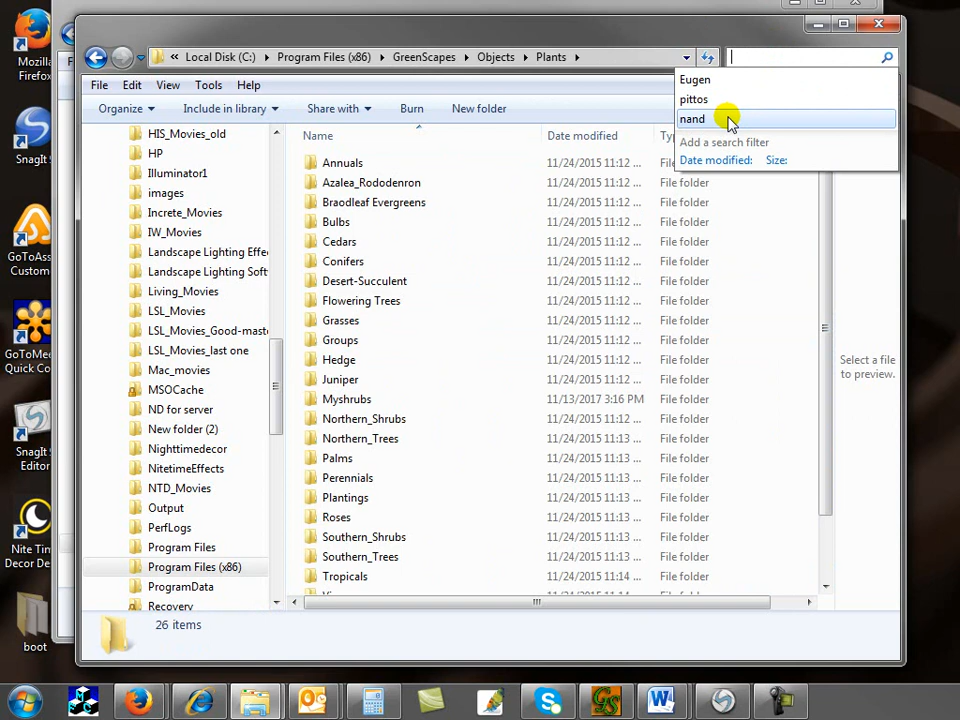 Mozilla
Firefox
SnagIt
GoToAss
Custom
GoToMee
Quick Co
SnagIt
Editor
Nite Tim
Decor De
boot
« Local Disk (C:) Program Files (x86) GreenScapes Objects Plants
File Edit View Tools Help
Organize Include in library Share with Burn New folder
Eugen
pittos
nand
Add a search filter
Date modified: Size:
HIS_Movies_old
HP
Illuminator1
images
Increte_Movies
IW_Movies
Landscape Lighting Effe
Landscape Lighting Soft
Living_Movies
LSL_Movies
LSL_Movies_Good-maste
LSL_Movies_last one
Mac_movies
MSOCache
ND for server
New folder (2)
Nighttimedecor
NitetimeEffects
NTD_Movies
Output
PerfLogs
Program Files
Program Files (x86)
ProgramData
Recovery
Name Date modified Ty
Annuals 11/24/2015 11:12 ... File
Azalea_Rododenron 11/24/2015 11:12 ... File folder
Braodleaf Evergreens 11/24/2015 11:12 ... File folder
Bulbs 11/24/2015 11:12 ... File folder
Cedars 11/24/2015 11:12 ... File folder
Conifers 11/24/2015 11:12 ... File folder
Desert-Succulent 11/24/2015 11:12 ... File folder
Flowering Trees 11/24/2015 11:12 ... File folder
Grasses 11/24/2015 11:12 ... File folder
Groups 11/24/2015 11:12 ... File folder
Hedge 11/24/2015 11:12 ... File folder
Juniper 11/24/2015 11:12 ... File folder
Myshrubs 11/13/2017 3:16 PM File folder
Northern_Shrubs 11/24/2015 11:12 ... File folder
Northern_Trees 11/24/2015 11:13 ... File folder
Palms 11/24/2015 11:13 ... File folder
Perennials 11/24/2015 11:13 ... File folder
Plantings 11/24/2015 11:13 ... File folder
Roses 11/24/2015 11:13 ... File folder
Southern_Shrubs 11/24/2015 11:13 ... File folder
Southern_Trees 11/24/2015 11:13 ... File folder
Tropicals 11/24/2015 11:14 ... File folder
Select a file
to preview.
26 items